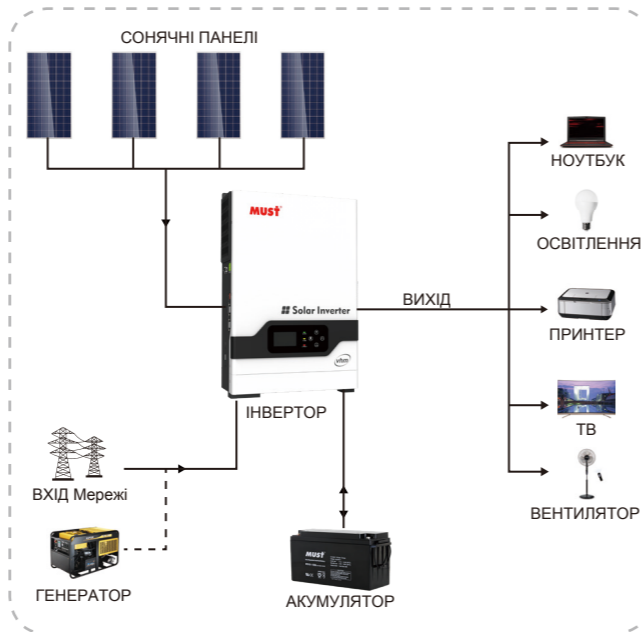 СОНЯЧНІ ПАНЕЛІ
MUST
Solar Inverter
ІНВЕРТОР
ВИХІД
НОУТБУК
ОСВІТЛЕННЯ
ПРИНТЕР
ТВ
ВЕНТИЛЯТОР
ВХІД Мережі
ГЕНЕРАТОР
MUST
АКУМУЛЯТОР